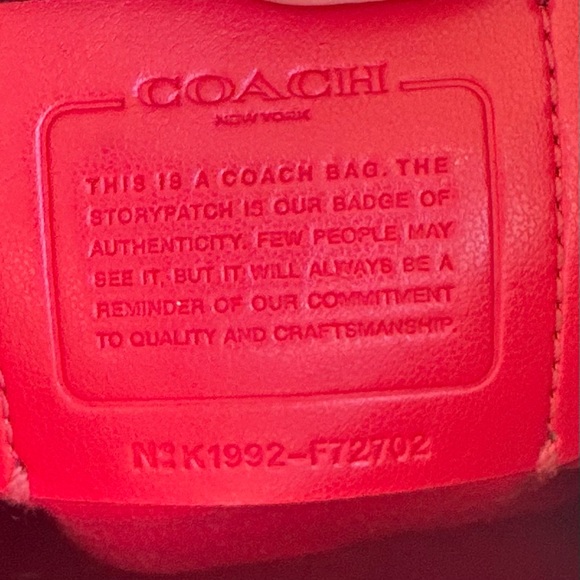 COACH
NEW YORK
THIS IS A COACH BAG. THE
STORYPATCH IS OUR BADGE OF
AUTHENTICITY. FEW PEOPLE MAY
SEE IT, BUT IT WILL ALWAYS BE A
REMINDER OF OUR COMMITMENT
TO QUALITY AND CRAFTSMANSHIP.
Nº K1992-F72702